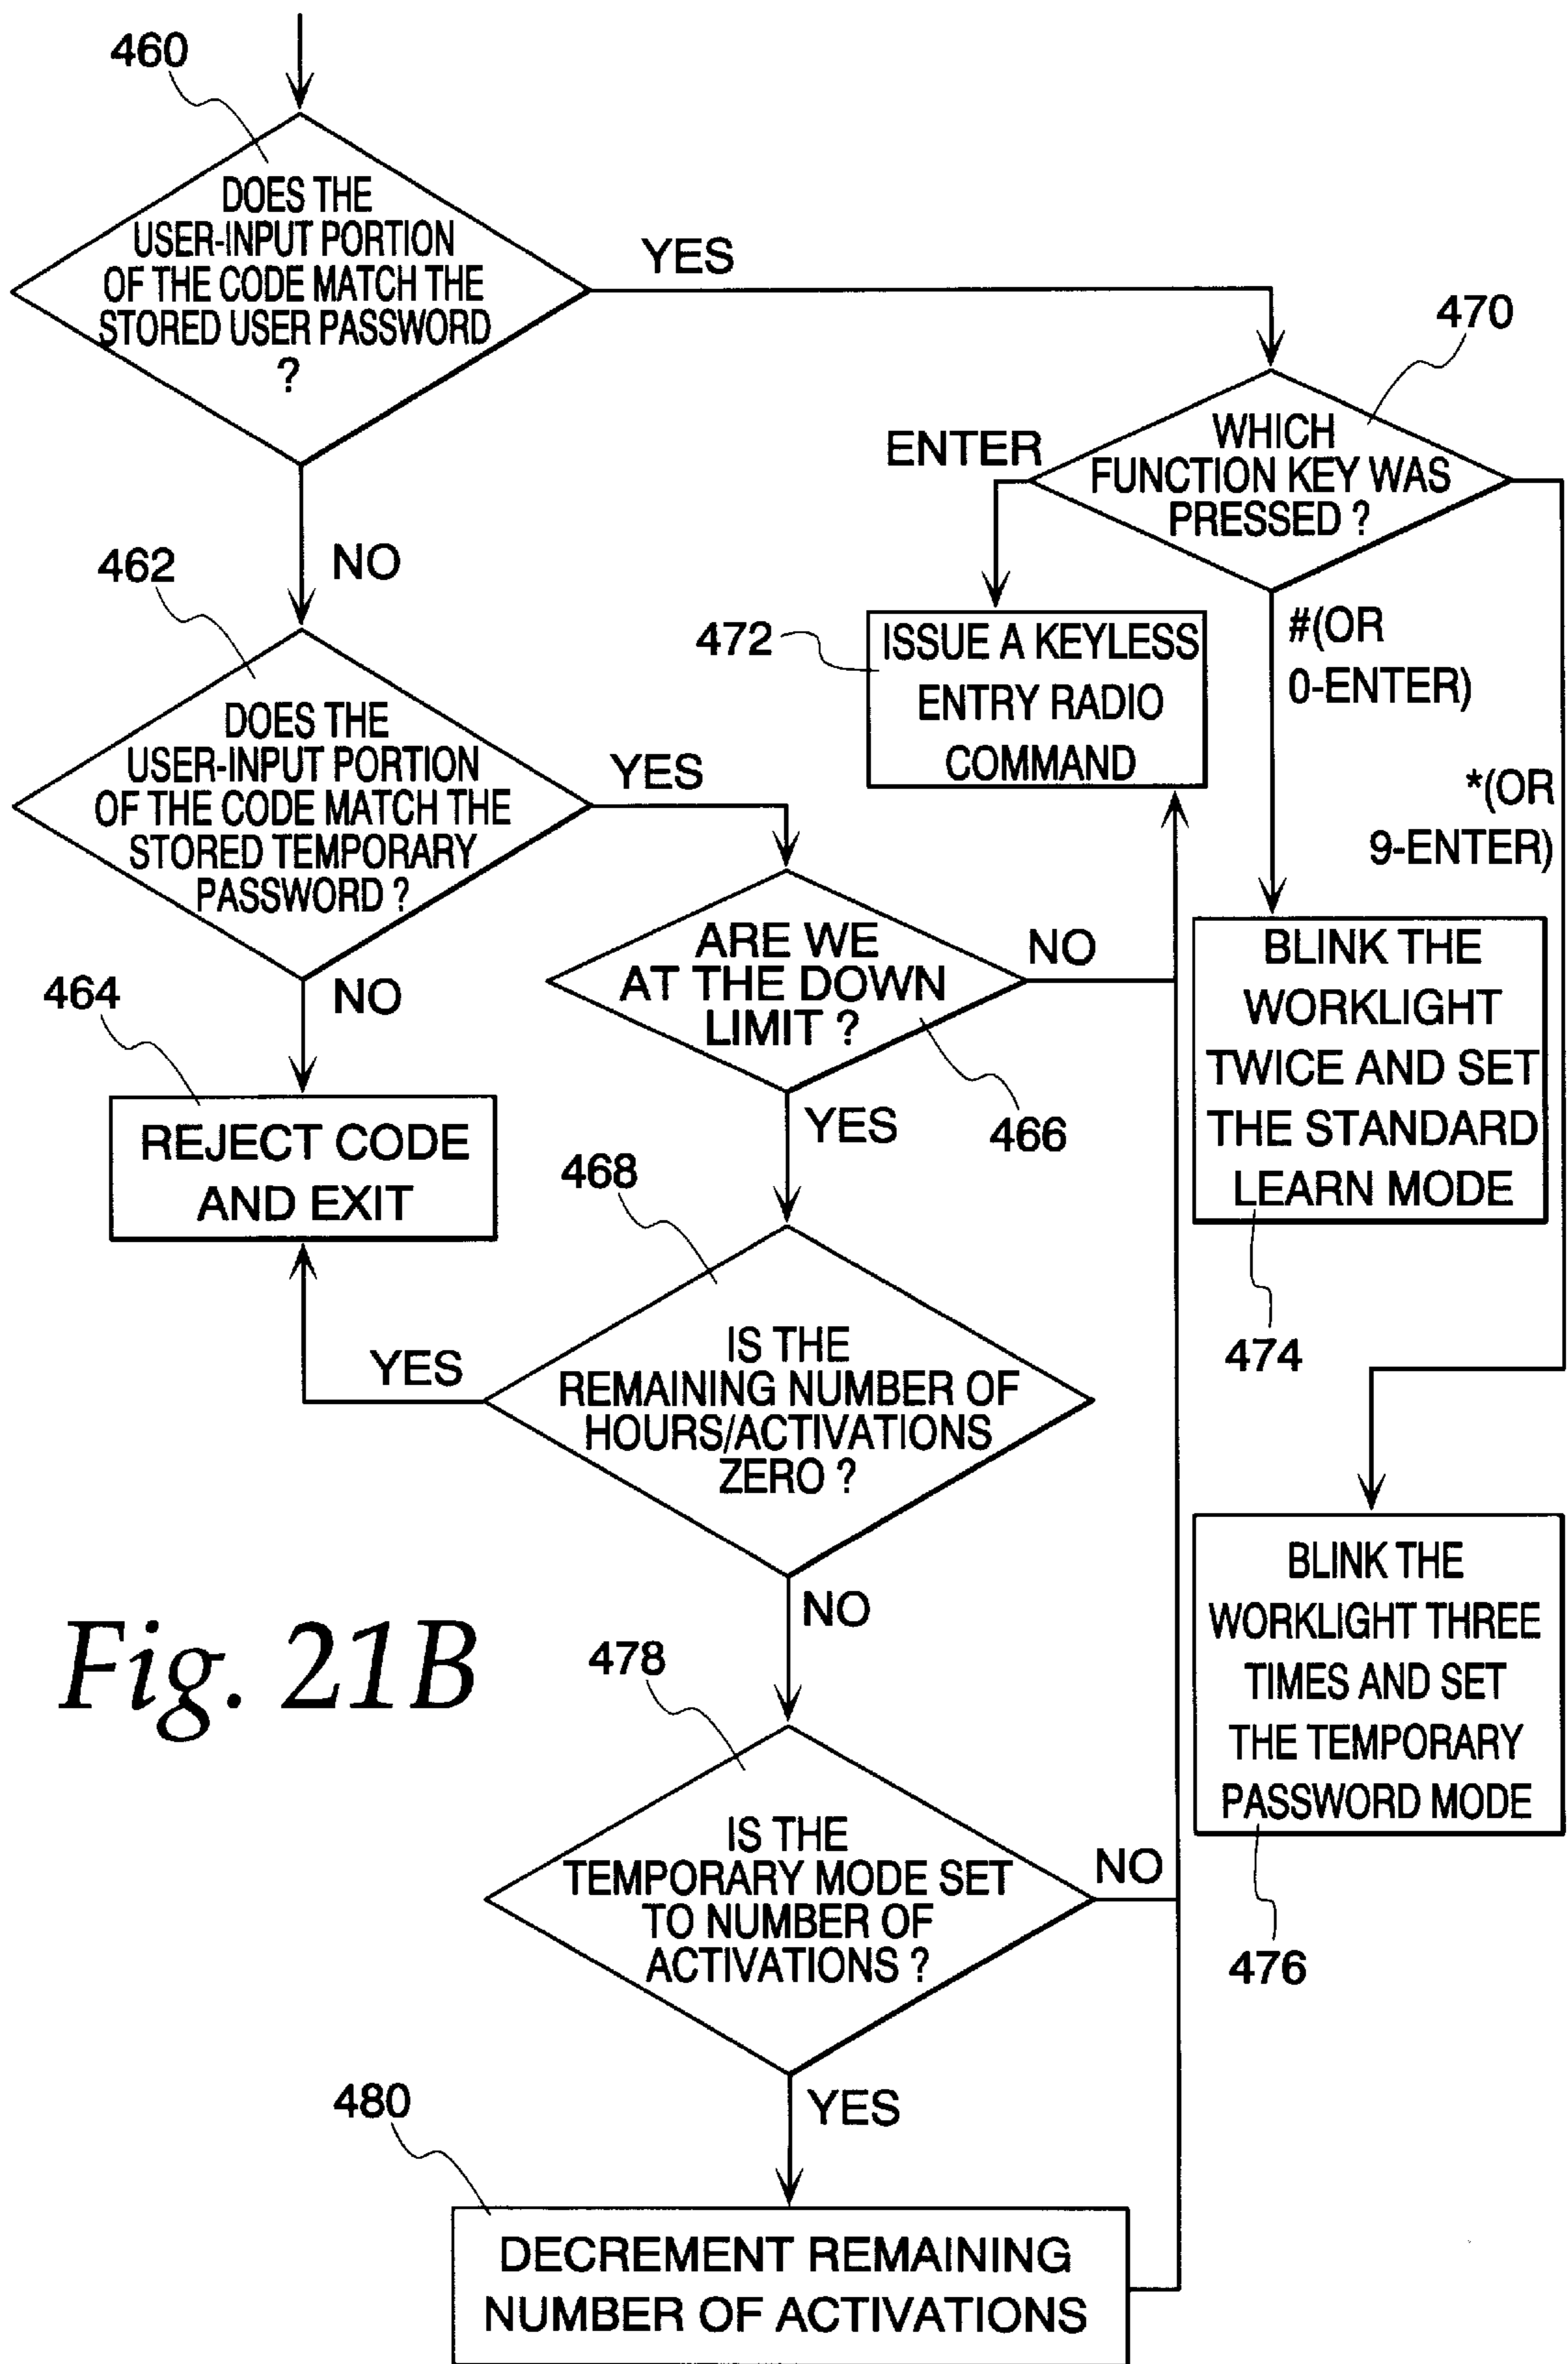 460
DOES THE
USER-INPUT PORTION
OF THE CODE MATCH THE
STORED USER PASSWORD
?
YES
470
WHICH
FUNCTION KEY WAS
PRESSED ?
ENTER
NO
462
472
ISSUE A KEYLESS
ENTRY RADIO
COMMAND
#(OR
0-ENTER)
*(OR
9-ENTER)
DOES THE
USER-INPUT PORTION
OF THE CODE MATCH THE
STORED TEMPORARY
PASSWORD ?
YES
ARE WE
AT THE DOWN
LIMIT ?
NO
466
BLINK THE
WORKLIGHT
TWICE AND SET
THE STANDARD
LEARN MODE
474
464
NO
REJECT CODE
AND EXIT
YES
468
IS THE
REMAINING NUMBER OF
HOURS/ACTIVATIONS
ZERO ?
YES
NO
BLINK THE
WORKLIGHT THREE
TIMES AND SET
THE TEMPORARY
PASSWORD MODE
476
Fig. 21B
478
IS THE
TEMPORARY MODE SET
TO NUMBER OF
ACTIVATIONS ?
NO
YES
480
DECREMENT REMAINING
NUMBER OF ACTIVATIONS